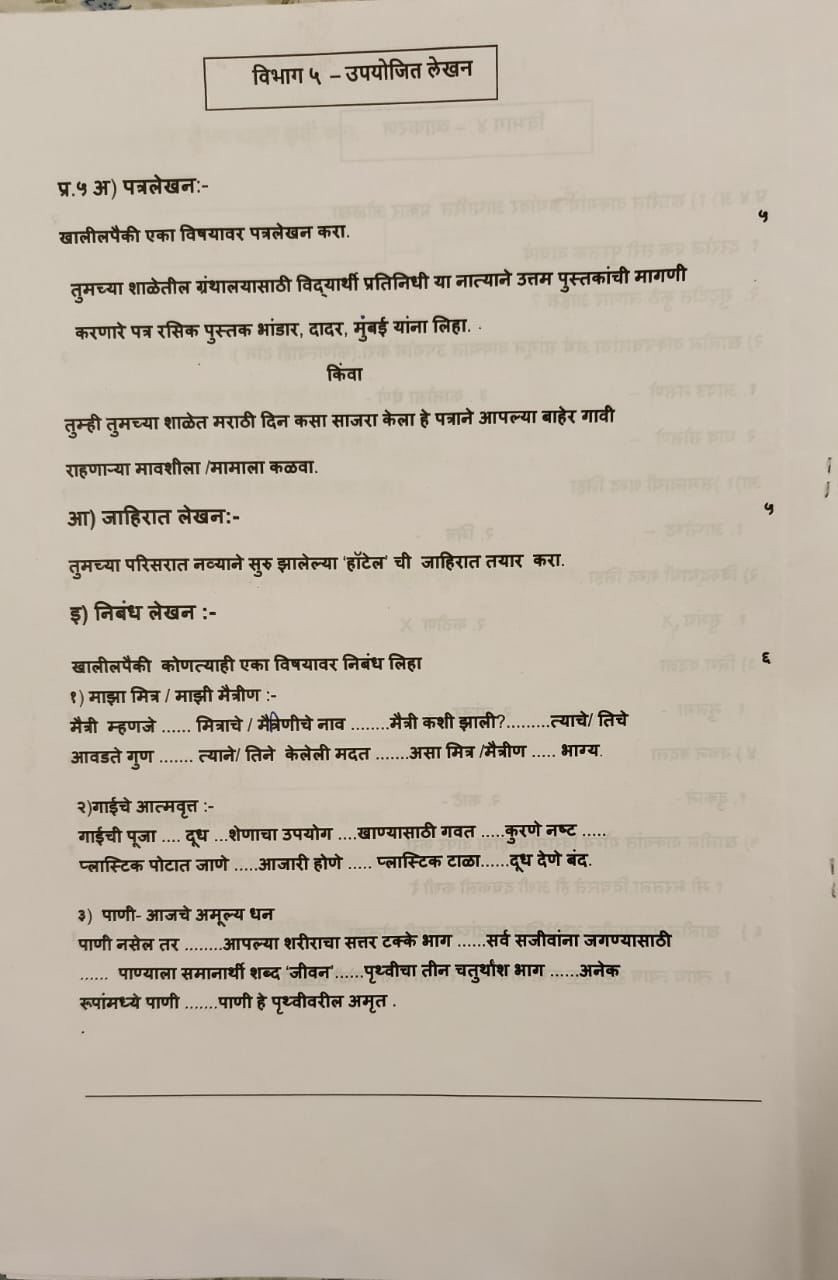 विभाग ५ – उपयोजित लेखन
प्र.५ अ) पत्रलेखन:-
५
खालीलपैकी एका विषयावर पत्रलेखन करा.
तुमच्या शाळेतील ग्रंथालयासाठी विद्यार्थी प्रतिनिधी या नात्याने उत्तम पुस्तकांची मागणी
करणारे पत्र रसिक पुस्तक भांडार, दादर, मुंबई यांना लिहा. .
किंवा
तुम्ही तुमच्या शाळेत मराठी दिन कसा साजरा केला हे पत्राने आपल्या बाहेर गावी
राहणाऱ्या मावशीला /मामाला कळवा.
आ) जाहिरात लेखन:- ५
तुमच्या परिसरात नव्याने सुरु झालेल्या 'हॉटेल' ची जाहिरात तयार करा.
इ) निबंध लेखन :-
खालीलपैकी कोणत्याही एका विषयावर निबंध लिहा ६
१) माझा मित्र / माझी मैत्रीण :-
मैत्री म्हणजे ...... मित्राचे / मैत्रिणीचे नाव ........मैत्री कशी झाली?.........त्याचे/ तिचे
आवडते गुण ....... त्याने/ तिने केलेली मदत .......असा मित्र /मैत्रीण ..... भाग्य.
२)गाईचे आत्मवृत्त :-
गाईची पूजा .... दूध ...शेणाचा उपयोग ....खाण्यासाठी गवत .....कुरणे नष्ट .....
प्लास्टिक पोटात जाणे .....आजारी होणे ..... प्लास्टिक टाळा......दूध देणे बंद.
३) पाणी- आजचे अमूल्य धन
पाणी नसेल तर ........आपल्या शरीराचा सत्तर टक्के भाग ......सर्व सजीवांना जगण्यासाठी
...... पाण्याला समानार्थी शब्द 'जीवन'......पृथ्वीचा तीन चतुर्थांश भाग ......अनेक
रूपांमध्ये पाणी .......पाणी हे पृथ्वीवरील अमृत .